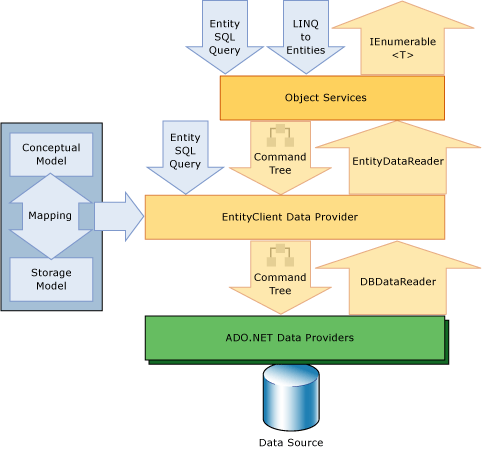 Entity
SQL
Query
LINQ
to
Entities
IEnumerable
<T>
Object Services
Entity
SQL
Query
Command
Tree
EntityDataReader
Conceptual
Model
Mapping
Storage
Model
EntityClient Data Provider
Command
Tree
DBDataReader
ADO.NET Data Providers
Data Source